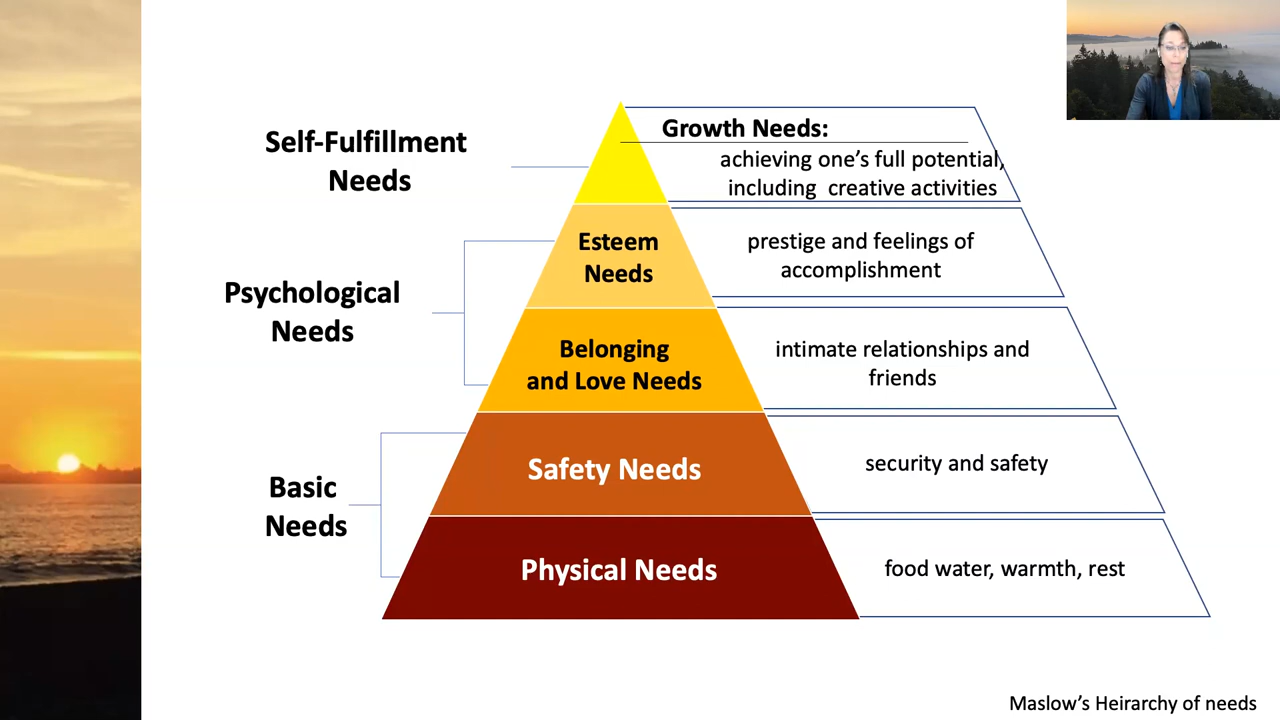 Self-Fulfillment
Needs
Growth Needs:
achieving one’s full potential,
including  creative activities
Psychological
Needs
Esteem
Needs
prestige and feelings of
accomplishment
Belonging
and Love Needs
intimate relationships and
friends
Basic
Needs
Safety Needs
security and safety
Physical Needs
food water, warmth, rest
Maslow’s Heirarchy of needs